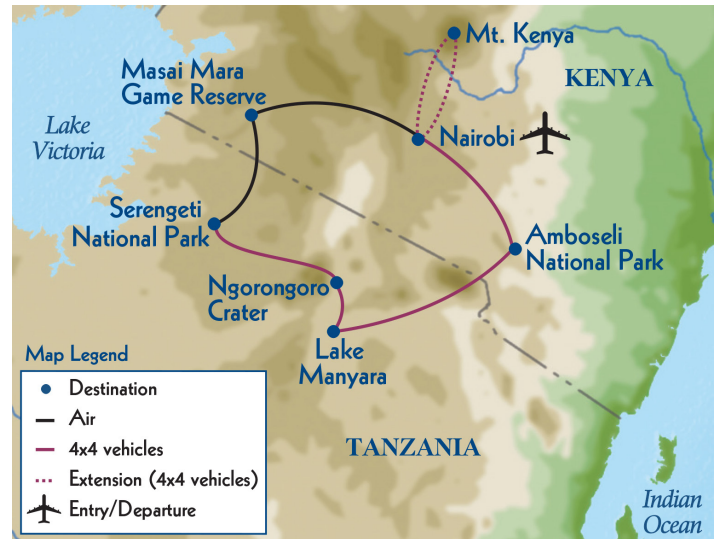 Mt. Kenya
KENYA
Masai Mara
Game Reserve
Lake
Victoria
Nairobi
Serengeti
National Park
Amboseli
National Park
Ngorongoro
Crater
Lake
Manyara
Map Legend
Destination
Air
4x4 vehicles
Extension (4x4 vehicles)
Entry/Departure
TANZANIA
Indian
Ocean